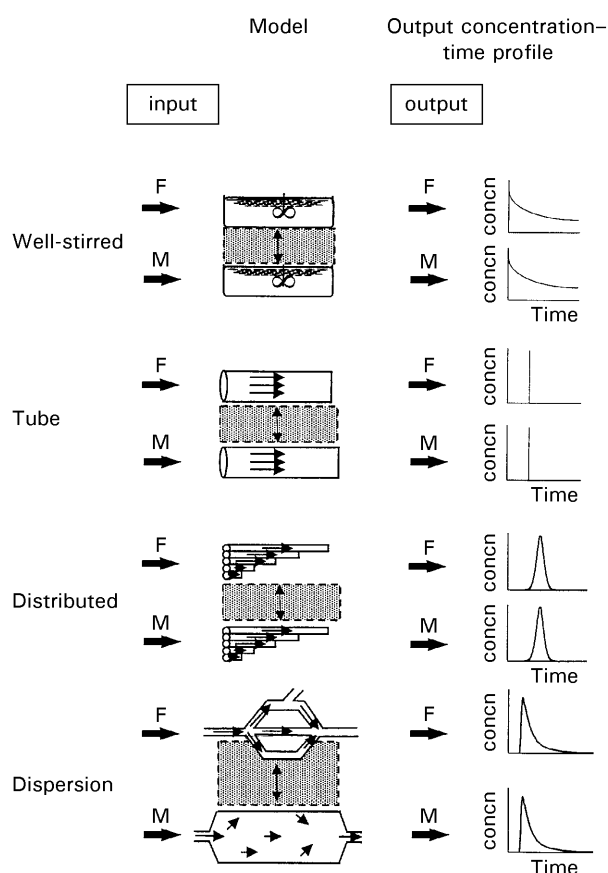 Model
Output concentration–
time profile
input
output
F
F
concn
Well-stirred
M
M
concn
Time
F
F
concn
Tube
M
M
concn
Time
F
F
concn
Distributed
M
M
concn
Time
F
F
concn
Dispersion
M
M
concn
Time